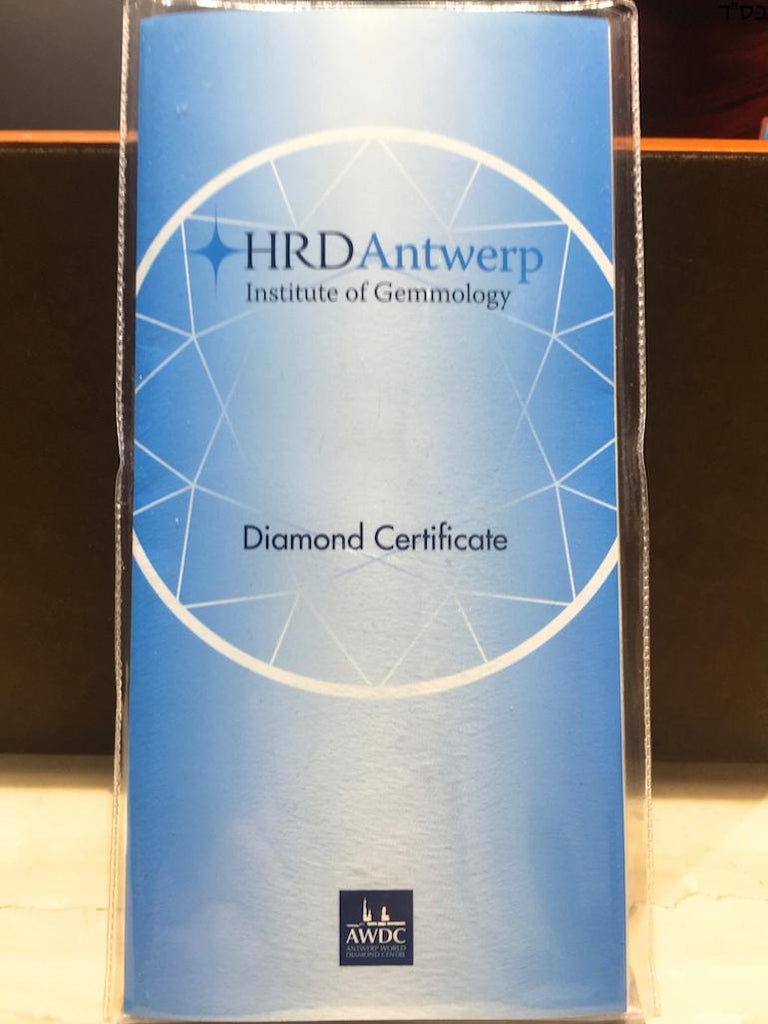 בס"ד
HRDAntwerp
Institute of Gemmology
Diamond Certificate
AWDC
ANTWERP WORLD
DIAMOND CENTRE